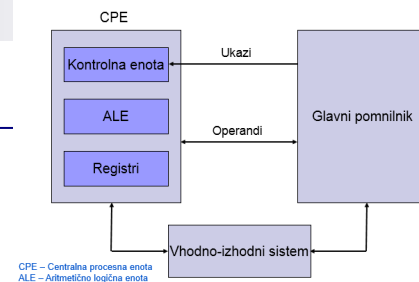 CPE
Kontrolna enota
Ukazi
ALE
Glavni pomnilnik
Operandi
Registri
Vhodno-izhodni sistem
CPE – Centralna procesna enota
ALE – Aritmetično logična enota